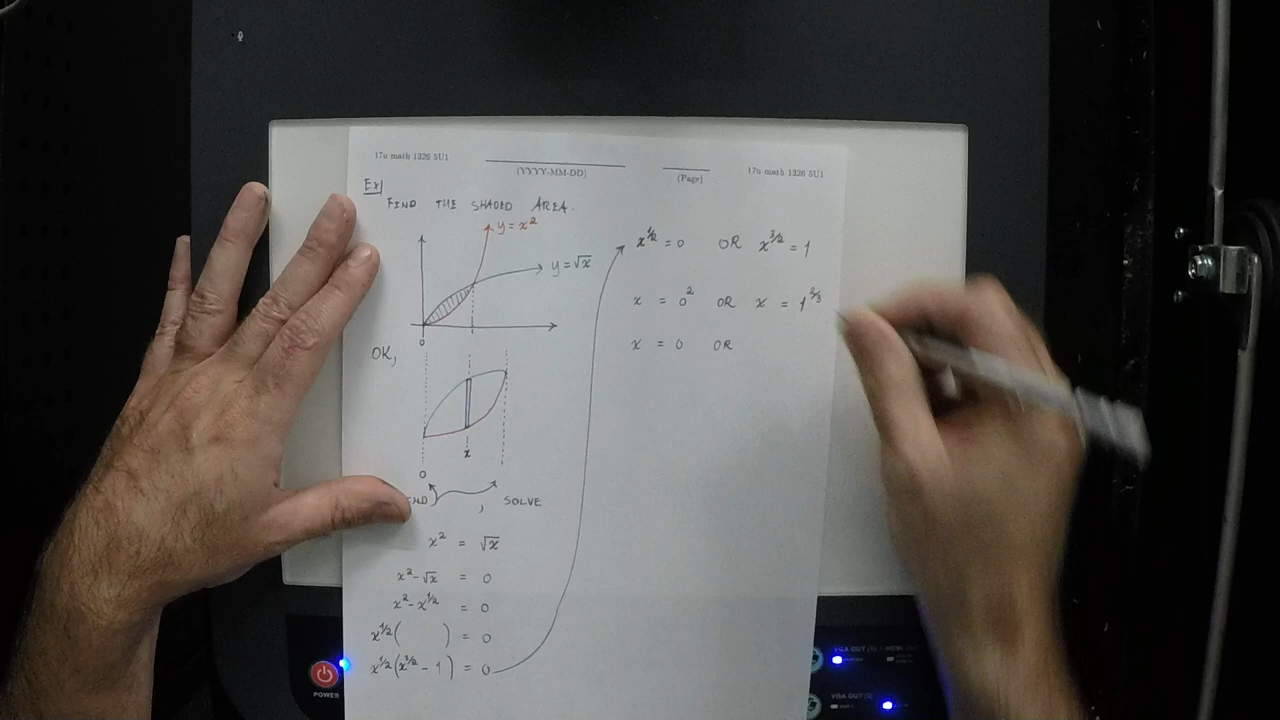 17u math 1326 5U1
(YYYY-MM-DD)
(Page)
17u math 1326 5U1
Ex|
FIND THE SHADED AREA.
y = x²
y = √x
0
OK,
x
0
, SOLVE
x² = √x
x² - √x = 0
x² - x^{1/2} = 0
x^{1/2}( ) = 0
x^{1/2}(x^{3/2} - 1) = 0
x^{1/2} = 0 OR x^{3/2} = 1
x = 0² OR x = 1^{2/3}
x = 0 OR
POWER